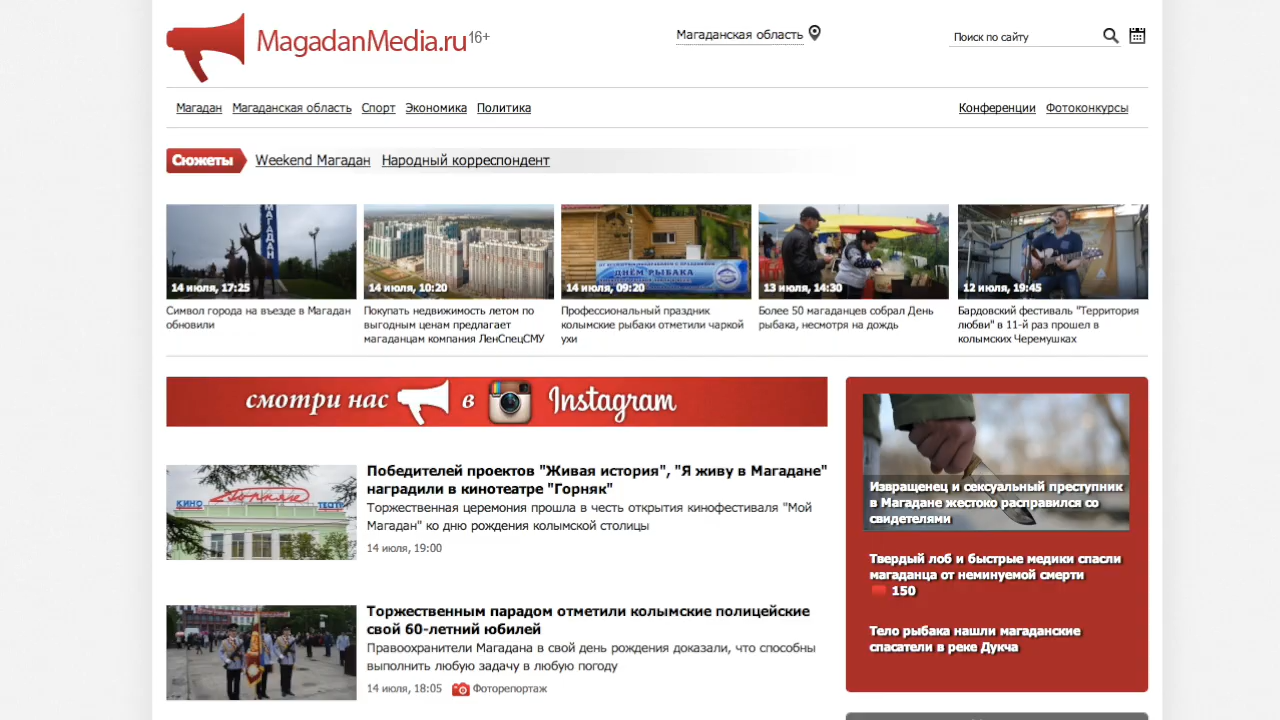 MagadanMedia.ru 16+
Магаданская область
Поиск по сайту
Магадан Магаданская область Спорт Экономика Политика
Конференции Фотоконкурсы
Сюжеты Weekend Магадан Народный корреспондент
МАГАДАН
14 июля, 17:25
Символ города на въезде в Магадан
обновили
14 июля, 10:20
Покупать недвижимость летом по
выгодным ценам предлагает
магаданцам компания ЛенСпецСМУ
ДНЁМ РЫБАКА
14 июля, 09:20
Профессиональный праздник
колымские рыбаки отметили чаркой
ухи
13 июля, 14:30
Более 50 магаданцев собрал День
рыбака, несмотря на дождь
12 июля, 19:45
Бардовский фестиваль "Территория
любви" в 11-й раз прошел в
колымских Черемушках
смотри нас в Instagram
КИНО Горняк ТЕАТР
Победителей проектов "Живая история", "Я живу в Магадане"
наградили в кинотеатре "Горняк"
Торжественная церемония прошла в честь открытия кинофестиваля "Мой
Магадан" ко дню рождения колымской столицы
14 июля, 19:00
Торжественным парадом отметили колымские полицейские
свой 60-летний юбилей
Правоохранители Магадана в свой день рождения доказали, что способны
выполнить любую задачу в любую погоду
14 июля, 18:05 Фоторепортаж
Извращенец и сексуальный преступник
в Магадане жестоко расправился со
свидетелями
Твердый лоб и быстрые медики спасли
магаданца от неминуемой смерти
150
Тело рыбака нашли магаданские
спасатели в реке Дукча